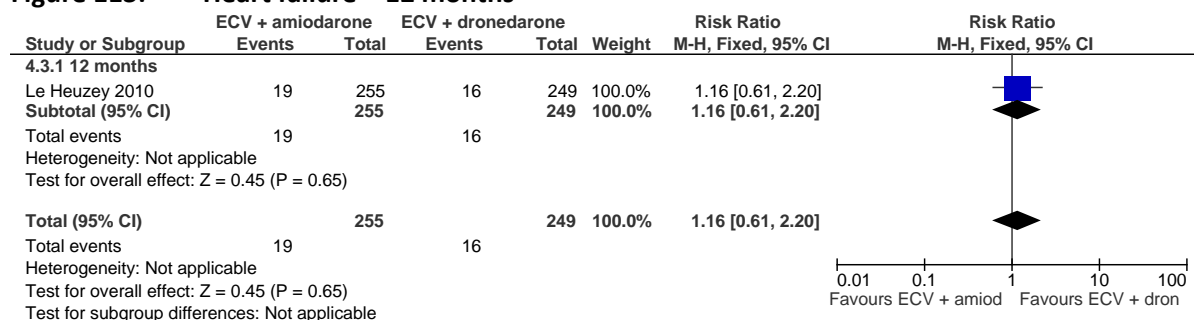 ECV + amiodarone ECV + dronedarone Risk Ratio Risk Ratio
Study or Subgroup Events Total Events Total Weight M-H, Fixed, 95% CI M-H, Fixed, 95% CI
4.3.1 12 months
Le Heuzey 2010 19 255 16 249 100.0% 1.16 [0.61, 2.20]
Subtotal (95% CI) 255 249 100.0% 1.16 [0.61, 2.20]
Total events 19 16
Heterogeneity: Not applicable
Test for overall effect: Z = 0.45 (P = 0.65)
Total (95% CI) 255 249 100.0% 1.16 [0.61, 2.20]
Total events 19 16
Heterogeneity: Not applicable
Test for overall effect: Z = 0.45 (P = 0.65)
Test for subgroup differences: Not applicable
0.01 0.1 1 10 100
Favours ECV + amiod Favours ECV + dron